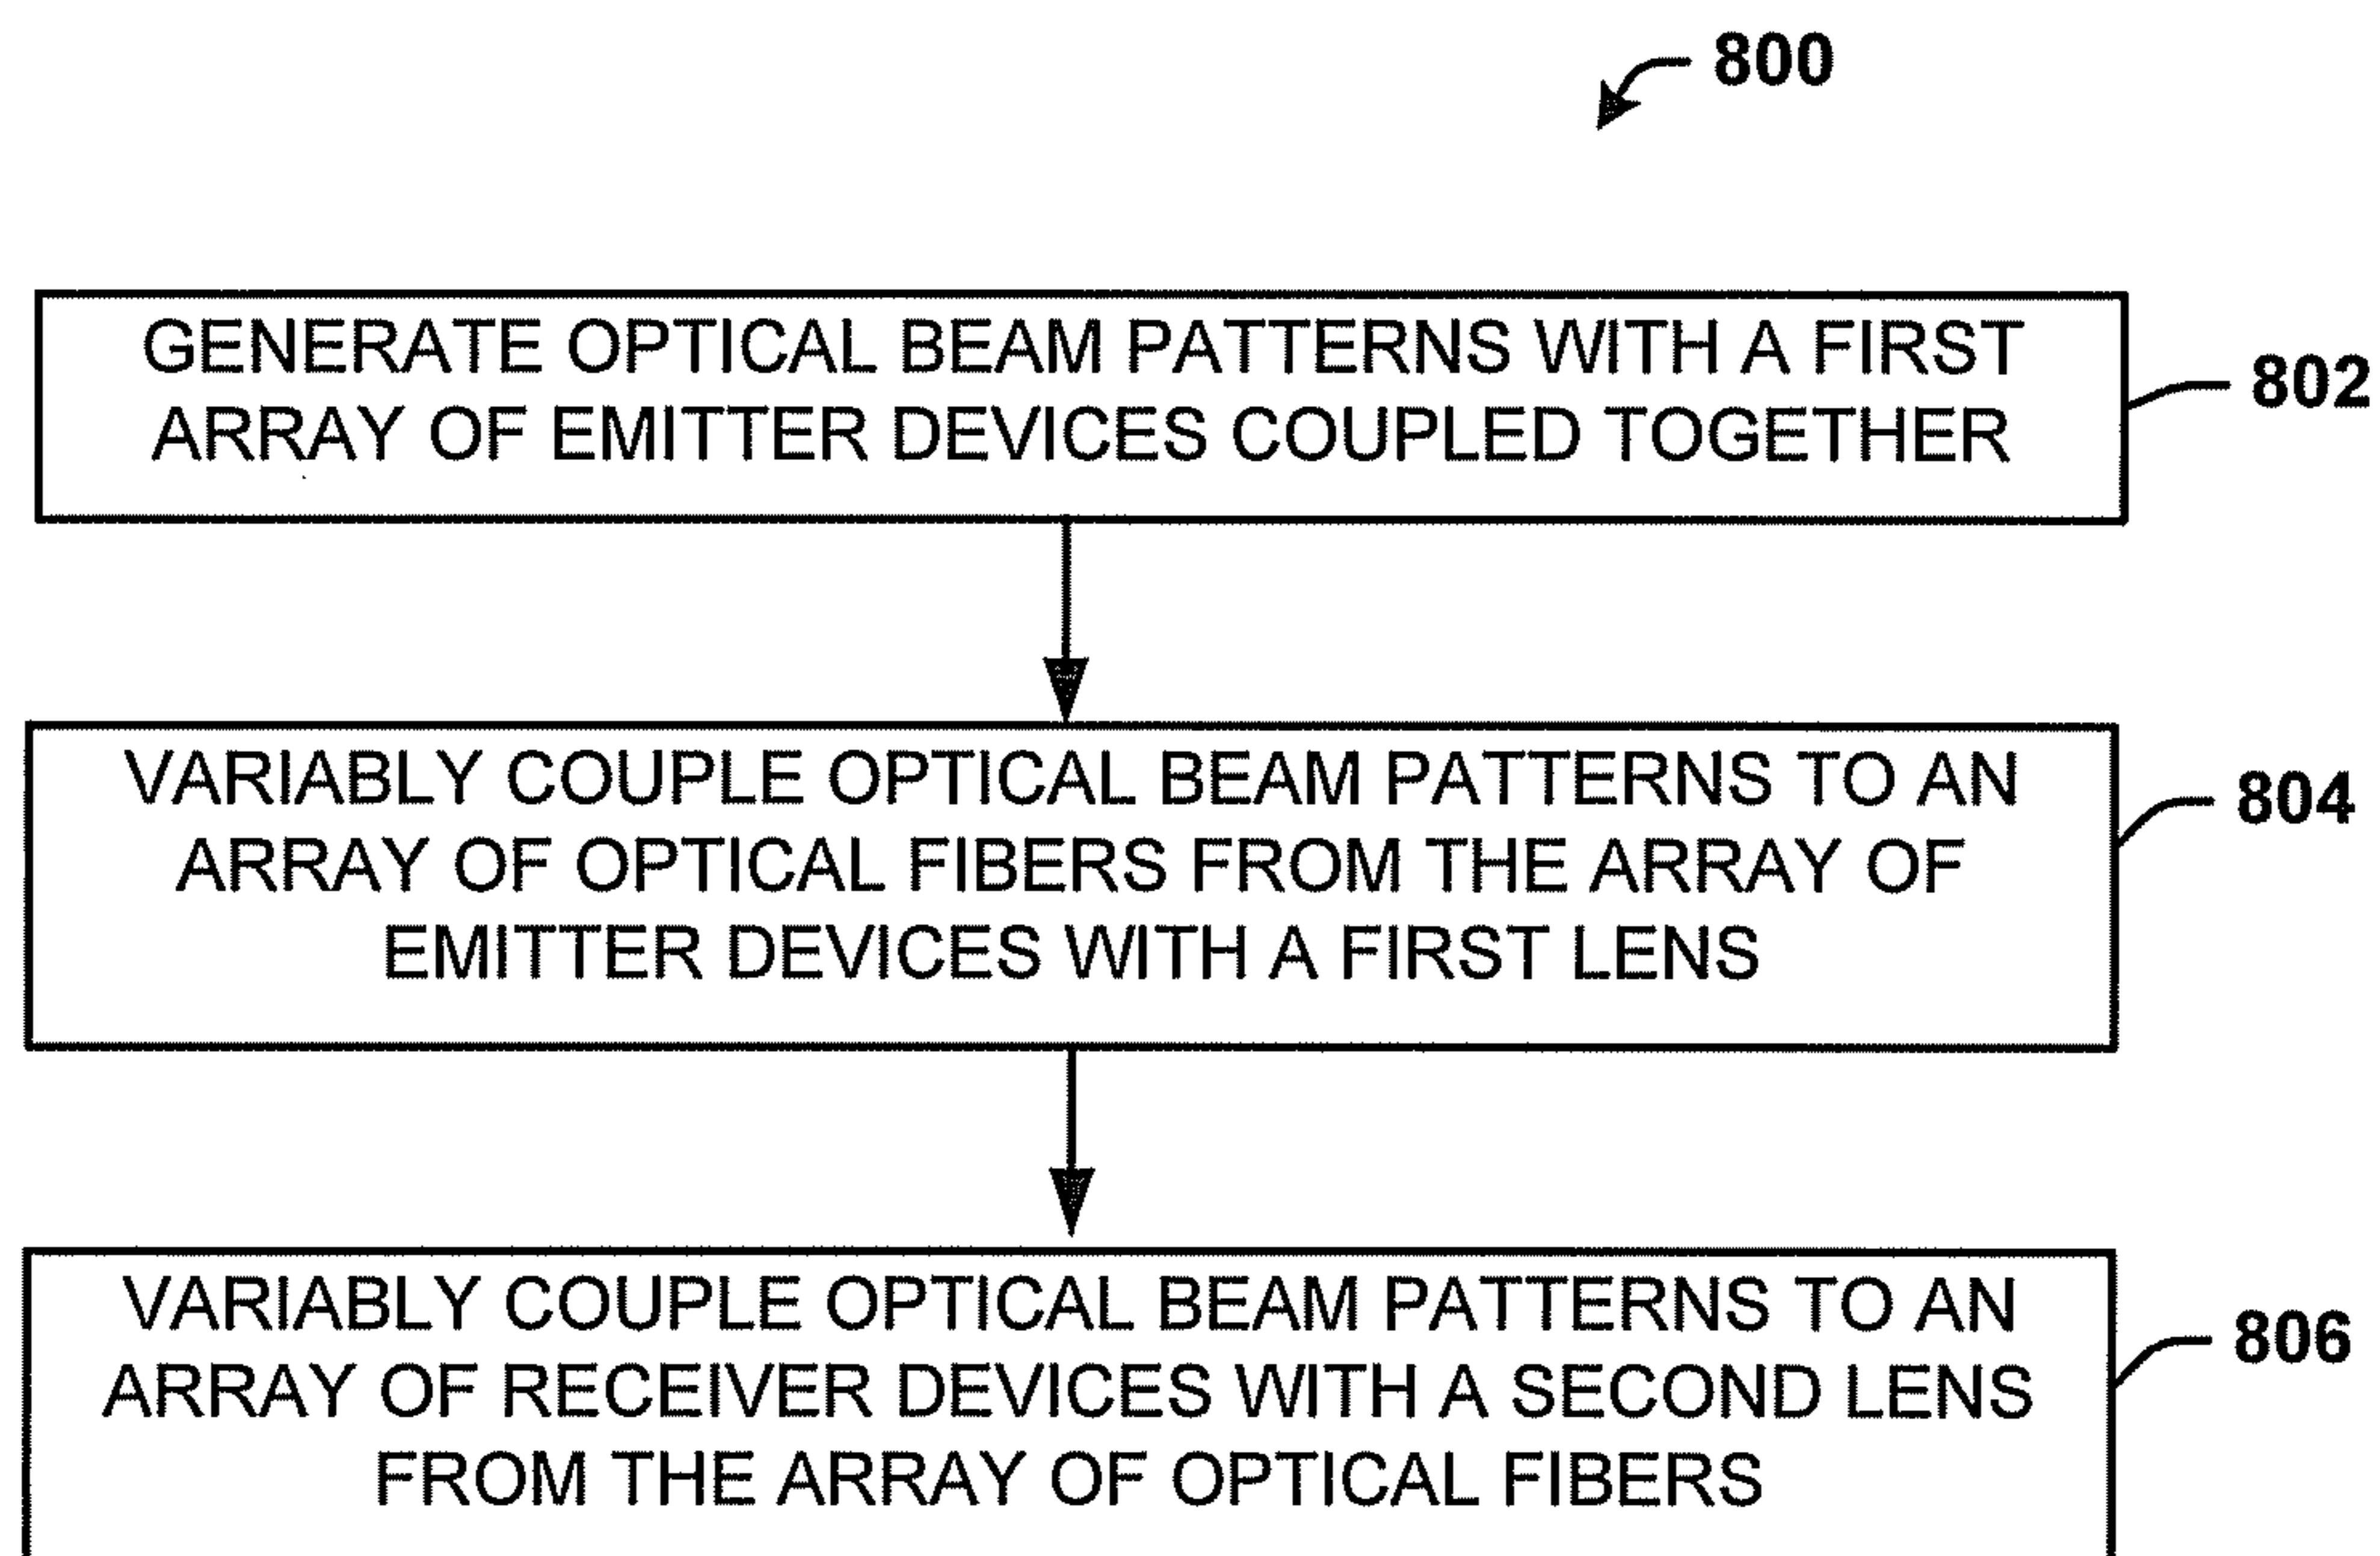 800
GENERATE OPTICAL BEAM PATTERNS WITH A FIRST
ARRAY OF EMITTER DEVICES COUPLED TOGETHER
802
VARIABLY COUPLE OPTICAL BEAM PATTERNS TO AN
ARRAY OF OPTICAL FIBERS FROM THE ARRAY OF
EMITTER DEVICES WITH A FIRST LENS
804
VARIABLY COUPLE OPTICAL BEAM PATTERNS TO AN
ARRAY OF RECEIVER DEVICES WITH A SECOND LENS
FROM THE ARRAY OF OPTICAL FIBERS
806